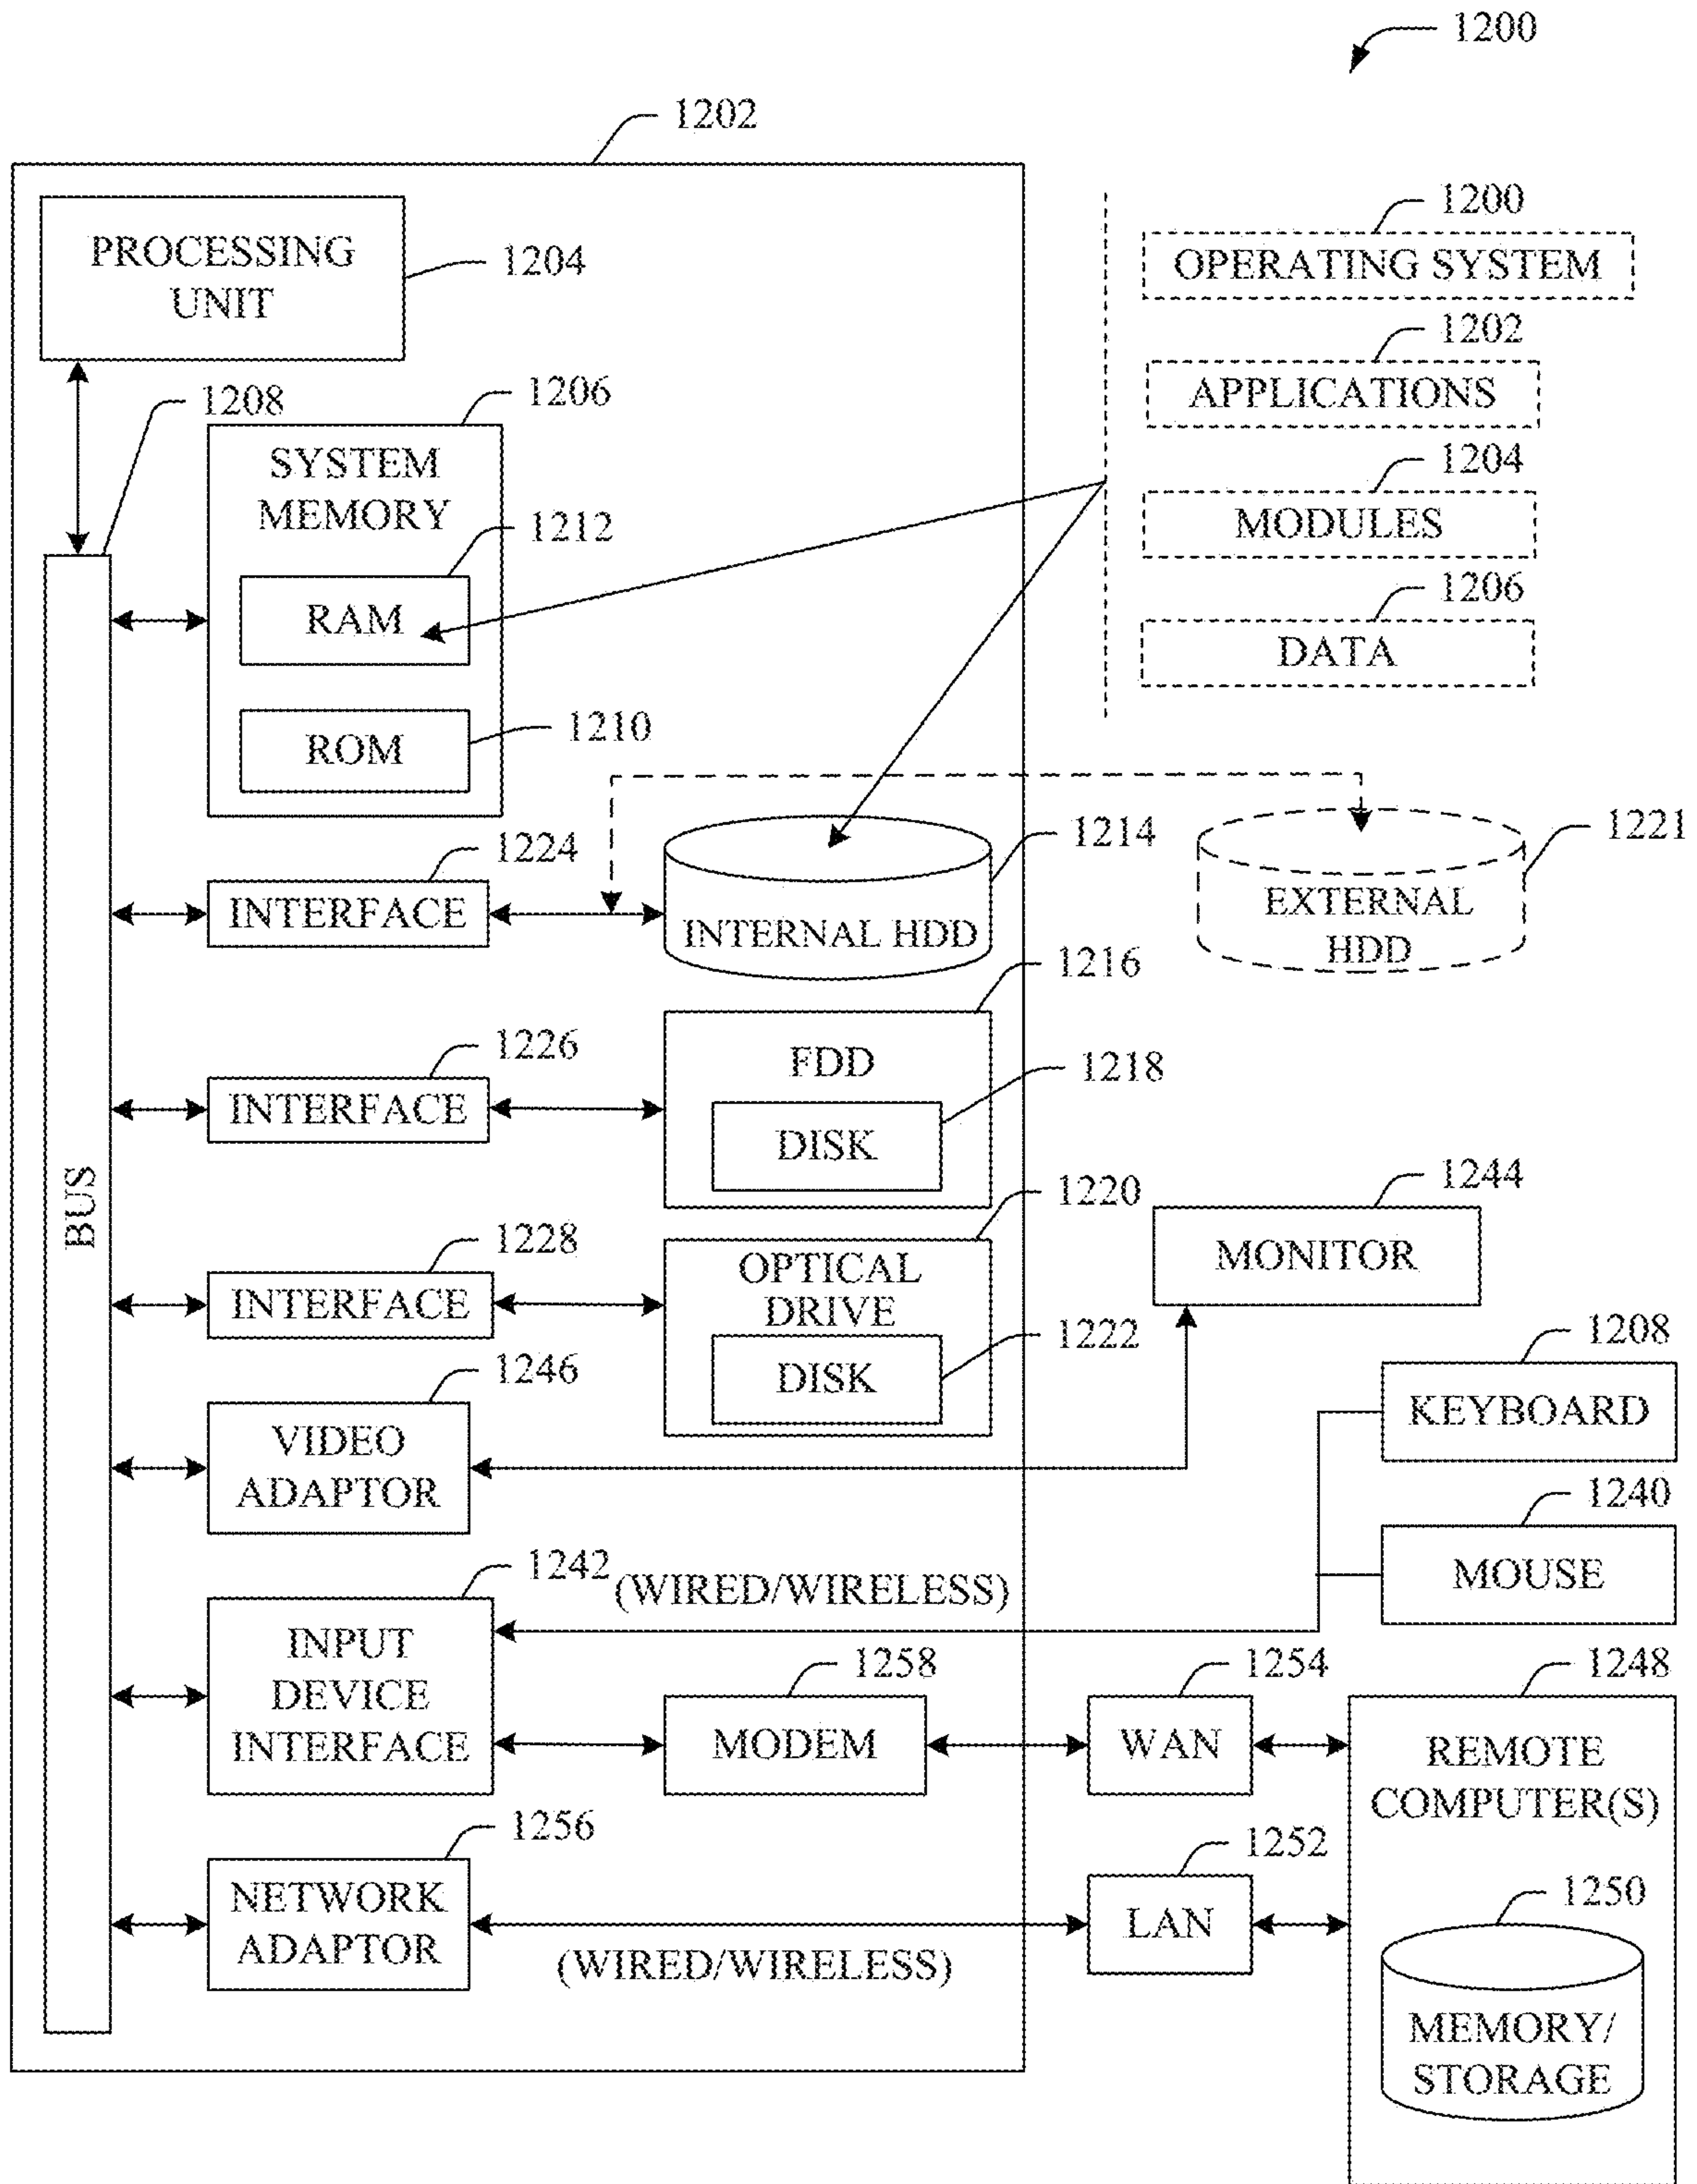 1200
1202
PROCESSING
UNIT
1204
1200
OPERATING SYSTEM
1202
APPLICATIONS
1204
MODULES
1206
DATA
1208
1206
SYSTEM
MEMORY
1212
RAM
1210
ROM
BUS
1224
INTERFACE
1214
INTERNAL HDD
1221
EXTERNAL
HDD
1226
INTERFACE
1216
FDD
1218
DISK
1228
INTERFACE
1220
OPTICAL
DRIVE
1222
DISK
1244
MONITOR
1246
VIDEO
ADAPTOR
1208
KEYBOARD
1240
MOUSE
1242
(WIRED/WIRELESS)
INPUT
DEVICE
INTERFACE
1258
MODEM
1254
WAN
1248
REMOTE
COMPUTER(S)
1256
NETWORK
ADAPTOR
(WIRED/WIRELESS)
1252
LAN
1250
MEMORY/
STORAGE